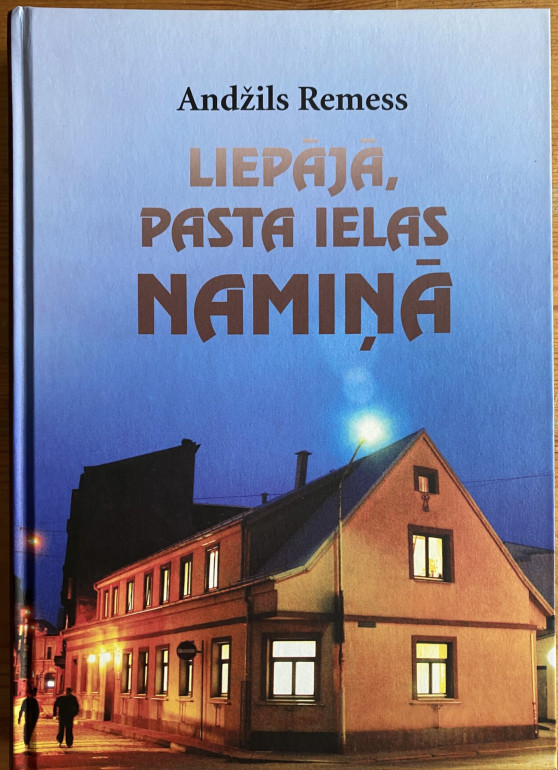 Andžils Remess
LIEPĀJĀ,
PASTA IELAS
NAMIŅĀ